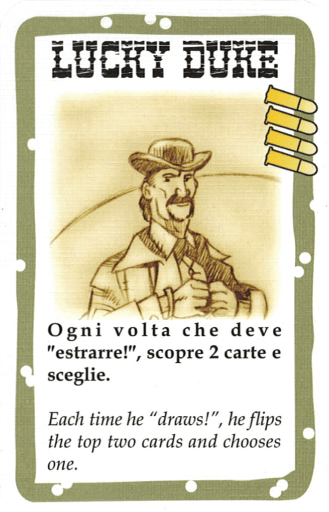 LUCKY DUKE
Ogni volta che deve
"estrarre!", scopre 2 carte e
sceglie.
Each time he “draws!”, he flips
the top two cards and chooses
one.